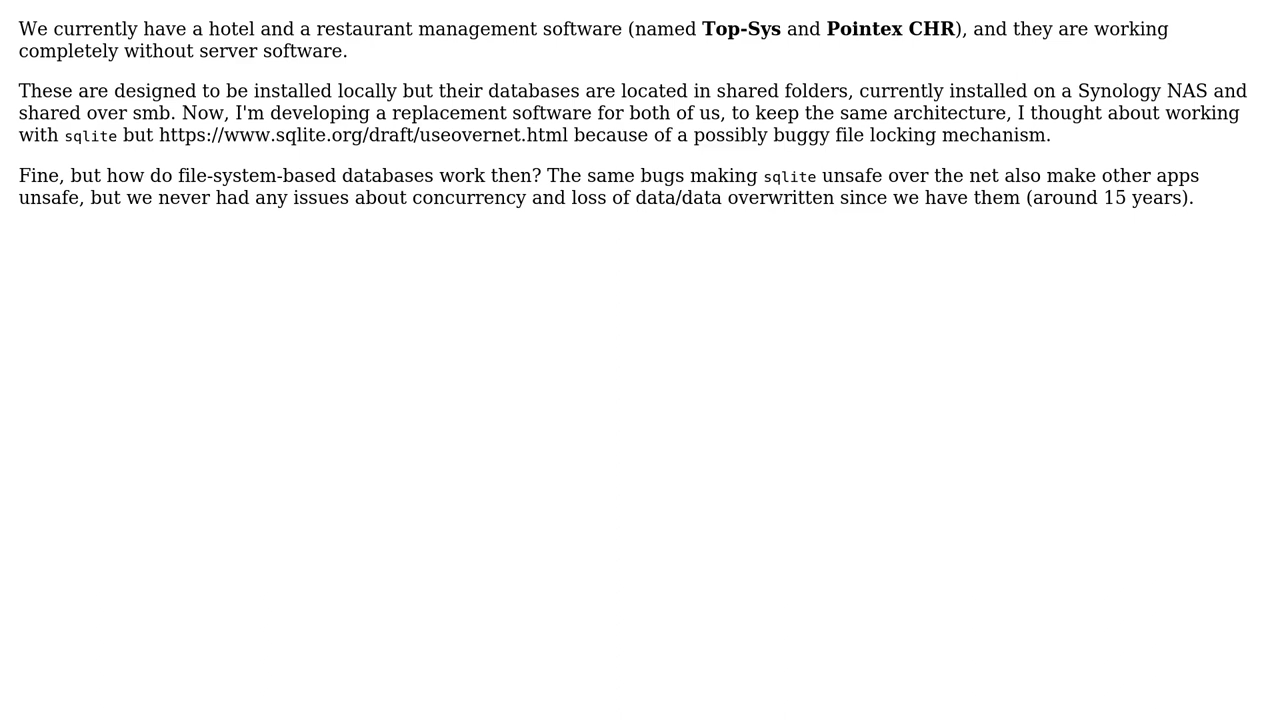 We currently have a hotel and a restaurant management software (named Top-Sys and Pointex CHR), and they are working
completely without server software.
These are designed to be installed locally but their databases are located in shared folders, currently installed on a Synology NAS and
shared over smb. Now, I'm developing a replacement software for both of us, to keep the same architecture, I thought about working
with sqlite but https://www.sqlite.org/draft/useovernet.html because of a possibly buggy file locking mechanism.
Fine, but how do file-system-based databases work then? The same bugs making sqlite unsafe over the net also make other apps
unsafe, but we never had any issues about concurrency and loss of data/data overwritten since we have them (around 15 years).